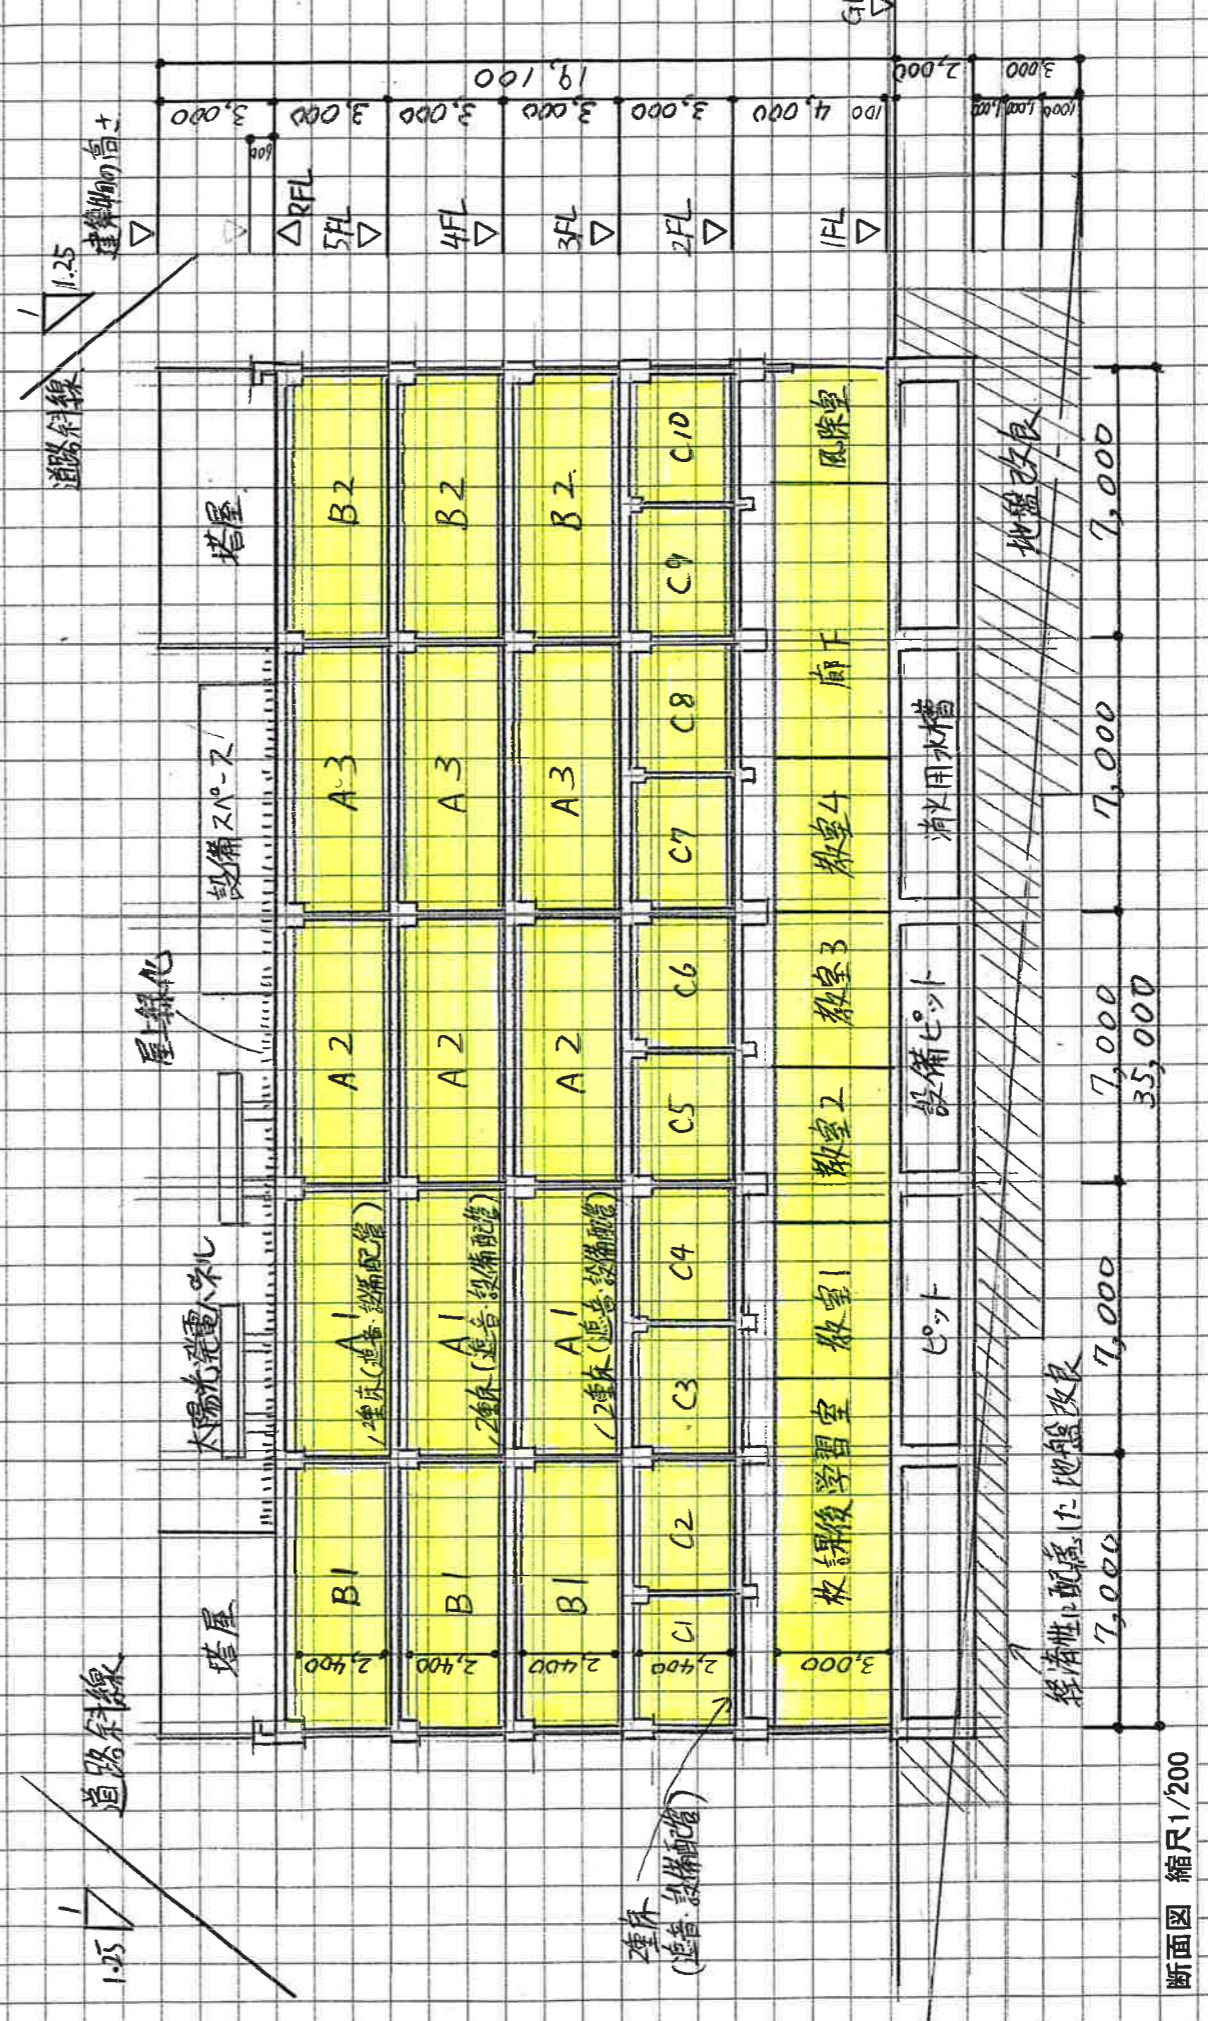 道路斜線
1
1.25
道路斜線
1
1.25
建築物の高さ
塔屋
太陽光発電パネル
屋上緑化
設備スペース
塔屋
B1
A1
(2重床(遮音・設備配管)
A2
A3
B2
B1
A1
(2重床(遮音・設備配管)
A2
A3
B2
B1
A1
(2重床(遮音・設備配管)
A2
A3
B2
2,400
2,400
2,400
2,400
3,000
C1
C2
C3
C4
C5
C6
C7
C8
C9
C10
2重床
(遮音・設備配管)
放課後学習室
教室1
教室2
教室3
教室4
廊下
風除室
ピット
設備ピット
消火用水槽
地盤改良
経済性に配慮した地盤改良
RFL
5FL
4FL
3FL
2FL
1FL
GL
600
3,000
3,000
3,000
3,000
3,000
4,000
100
19,100
2,000
3,000
1,000
1,000
1,000
7,000
7,000
7,000
7,000
7,000
35,000
断面図 縮尺1/200